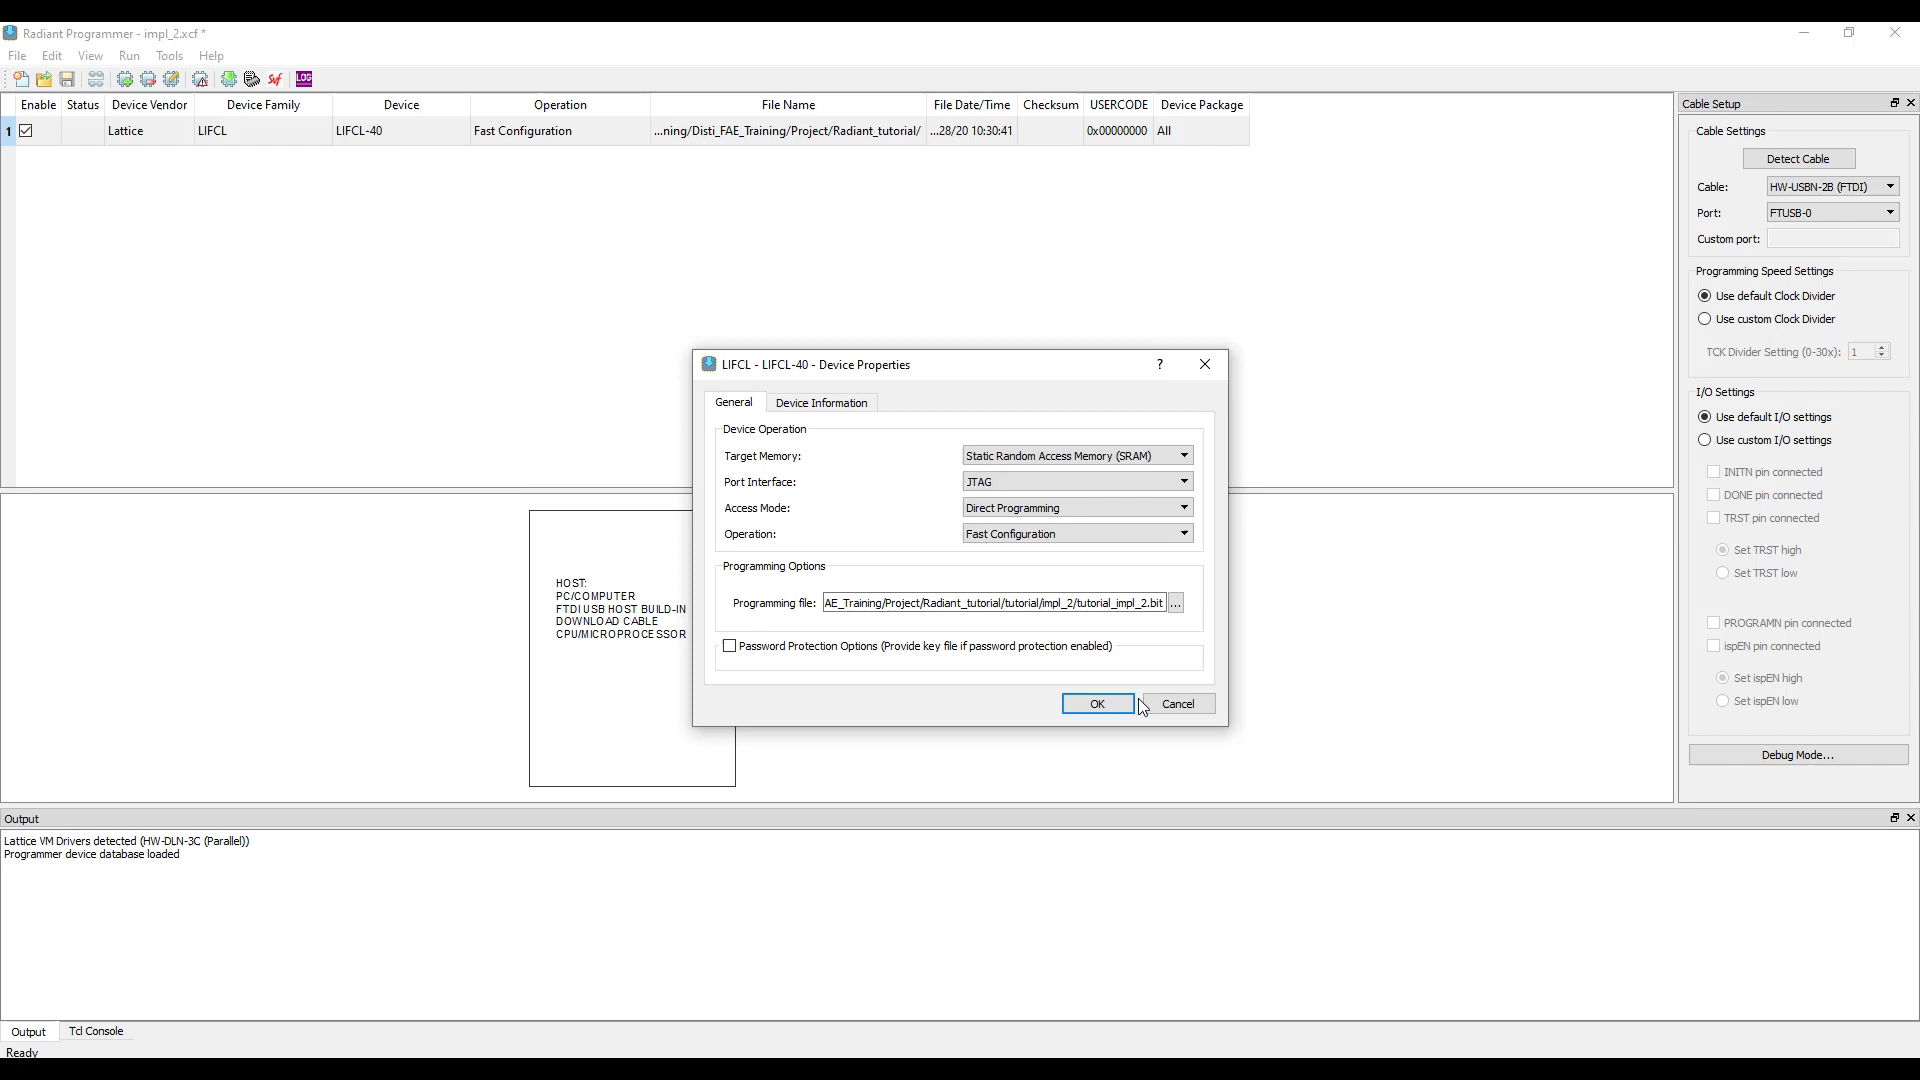 Radiant Programmer - impl_2.xcf *
File Edit View Run Tools Help
Svf LOG
Enable Status Device Vendor Device Family Device Operation File Name File Date/Time Checksum USERCODE Device Package
1 Lattice LIFCL LIFCL-40 Fast Configuration ...ning/Disti_FAE_Training/Project/Radiant_tutorial/ ...28/20 10:30:41 0x00000000 All
Cable Setup
Cable Settings
Detect Cable
Cable: HW-USBN-2B (FTDI)
Port: FTUSB-0
Custom port:
Programming Speed Settings
Use default Clock Divider
Use custom Clock Divider
TCK Divider Setting (0-30x): 1
I/O Settings
Use default I/O settings
Use custom I/O settings
INITN pin connected
DONE pin connected
TRST pin connected
Set TRST high
Set TRST low
PROGRAMN pin connected
ispEN pin connected
Set ispEN high
Set ispEN low
Debug Mode...
LIFCL - LIFCL-40 - Device Properties ?
General Device Information
Device Operation
Target Memory: Static Random Access Memory (SRAM)
Port Interface: JTAG
Access Mode: Direct Programming
Operation: Fast Configuration
Programming Options
Programming file: AE_Training/Project/Radiant_tutorial/tutorial/impl_2/tutorial_impl_2.bit ...
Password Protection Options (Provide key file if password protection enabled)
OK Cancel
HOST:
PC/COMPUTER
FTDI USB HOST BUILD-IN
DOWNLOAD CABLE
CPU/MICROPROCESSOR
Output
Lattice VM Drivers detected (HW-DLN-3C (Parallel))
Programmer device database loaded
Output Tcl Console
Ready